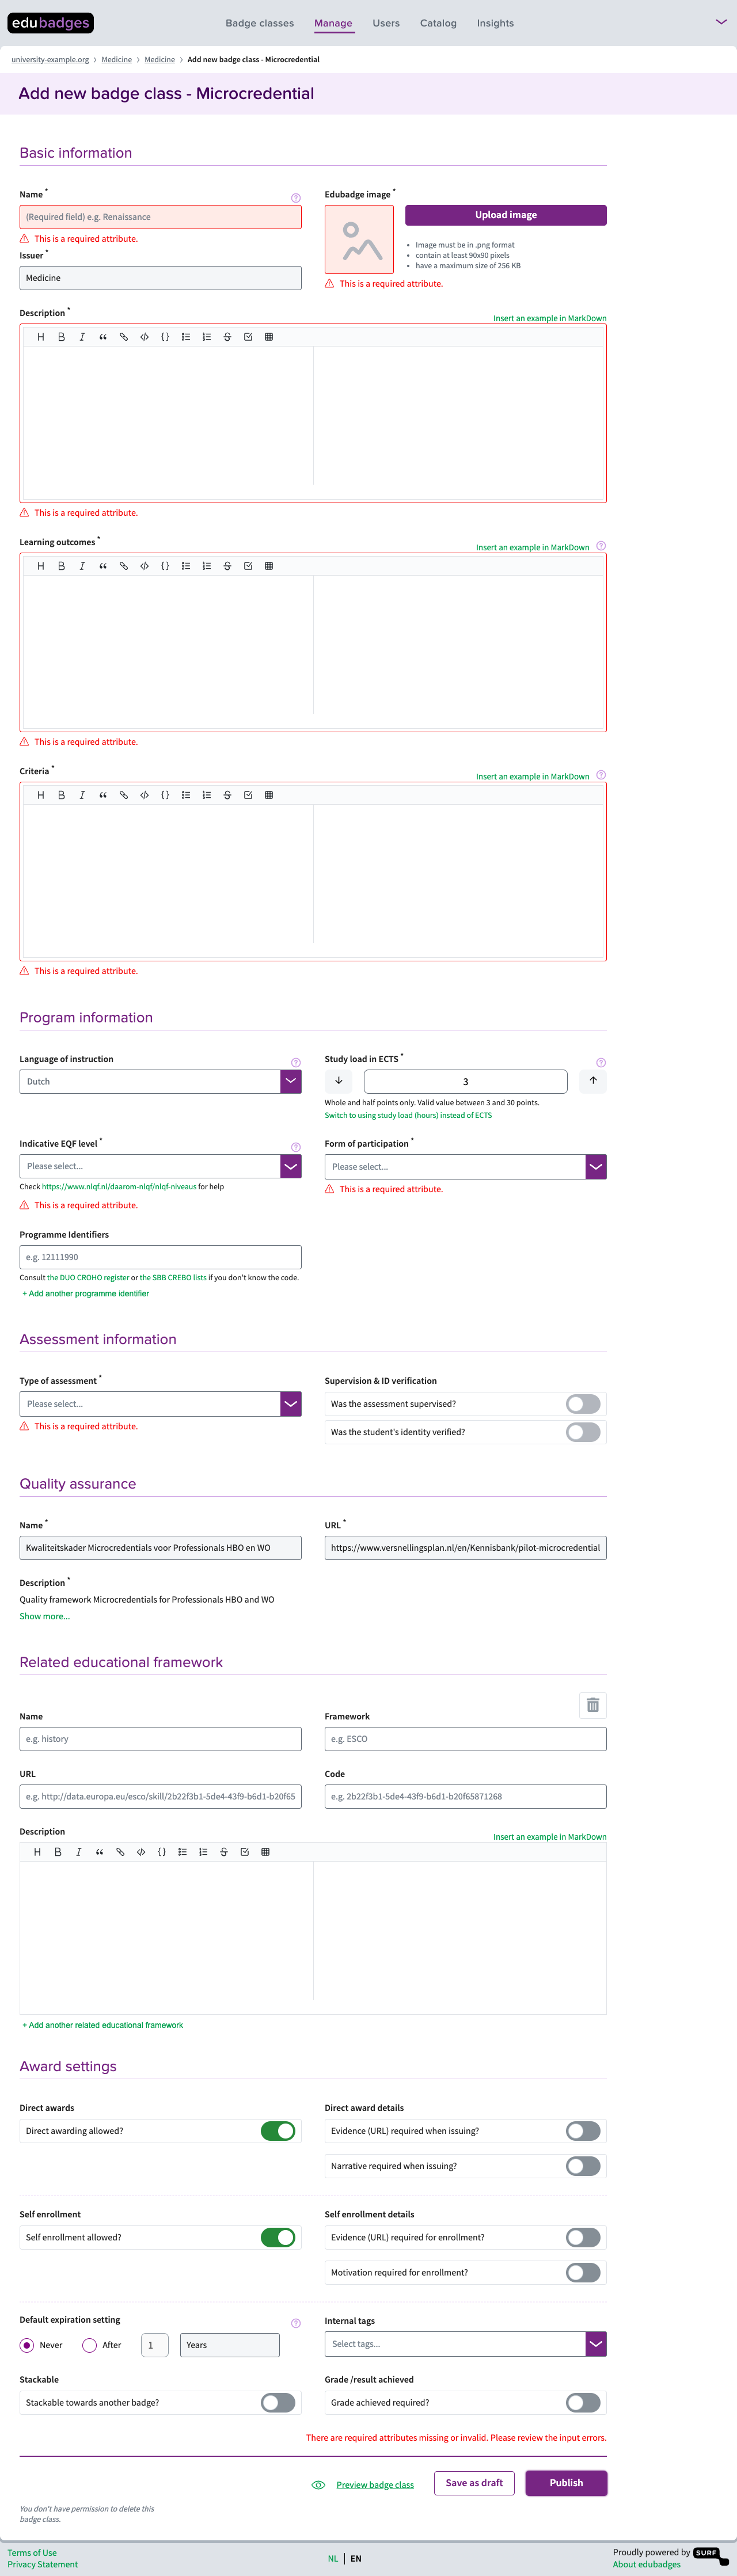 edubadges
Badge classes Manage Users Catalog Insights
university-example.org > Medicine > Medicine > Add new badge class - Microcredential
Add new badge class - Microcredential
Basic information
Name *
(Required field) e.g. Renaissance
This is a required attribute.
Issuer *
Medicine
Edubadge image *
Upload image
• Image must be in .png format
• contain at least 90x90 pixels
• have a maximum size of 256 KB
This is a required attribute.
Description *
Insert an example in MarkDown
This is a required attribute.
Learning outcomes *
Insert an example in MarkDown
This is a required attribute.
Criteria *
Insert an example in MarkDown
This is a required attribute.
Program information
Language of instruction
Dutch
Study load in ECTS *
3
Whole and half points only. Valid value between 3 and 30 points.
Switch to using study load (hours) instead of ECTS
Indicative EQF level *
Please select...
Check https://www.nlqf.nl/daarom-nlqf/nlqf-niveaus for help
This is a required attribute.
Form of participation *
Please select...
This is a required attribute.
Programme Identifiers
e.g. 12111990
Consult the DUO CROHO register or the SBB CREBO lists if you don't know the code.
+ Add another programme identifier
Assessment information
Type of assessment *
Please select...
This is a required attribute.
Supervision & ID verification
Was the assessment supervised?
Was the student's identity verified?
Quality assurance
Name *
Kwaliteitskader Microcredentials voor Professionals HBO en WO
URL *
https://www.versnellingsplan.nl/en/Kennisbank/pilot-microcredential
Description *
Quality framework Microcredentials for Professionals HBO and WO
Show more...
Related educational framework
Name
e.g. history
Framework
e.g. ESCO
URL
e.g. http://data.europa.eu/esco/skill/2b22f3b1-5de4-43f9-b6d1-b20f65
Code
e.g. 2b22f3b1-5de4-43f9-b6d1-b20f65871268
Description
Insert an example in MarkDown
+ Add another related educational framework
Award settings
Direct awards
Direct awarding allowed?
Direct award details
Evidence (URL) required when issuing?
Narrative required when issuing?
Self enrollment
Self enrollment allowed?
Self enrollment details
Evidence (URL) required for enrollment?
Motivation required for enrollment?
Default expiration setting
Never After 1 Years
Internal tags
Select tags...
Stackable
Stackable towards another badge?
Grade /result achieved
Grade achieved required?
There are required attributes missing or invalid. Please review the input errors.
Preview badge class Save as draft Publish
You don't have permission to delete this
badge class.
Terms of Use
Privacy Statement
NL | EN
Proudly powered by SURF
About edubadges